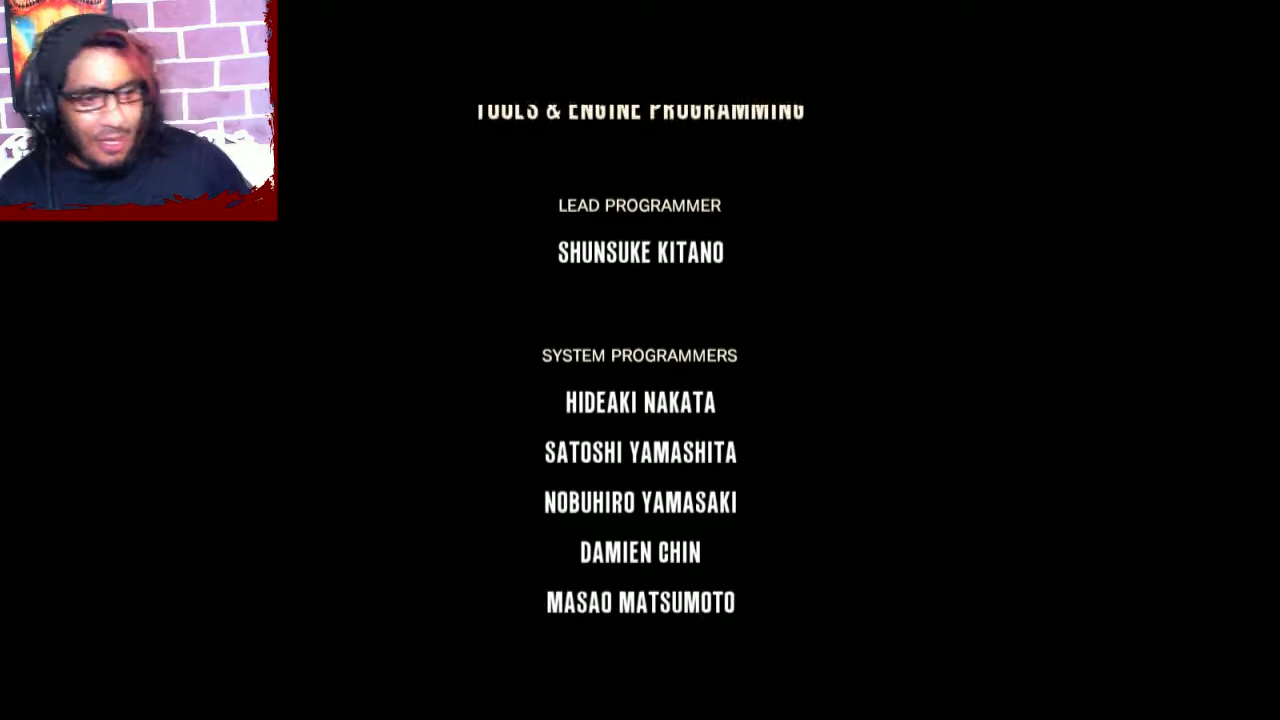 TOOLS & ENGINE PROGRAMMING
LEAD PROGRAMMER
SHUNSUKE KITANO
SYSTEM PROGRAMMERS
HIDEAKI NAKATA
SATOSHI YAMASHITA
NOBUHIRO YAMASAKI
DAMIEN CHIN
MASAO MATSUMOTO